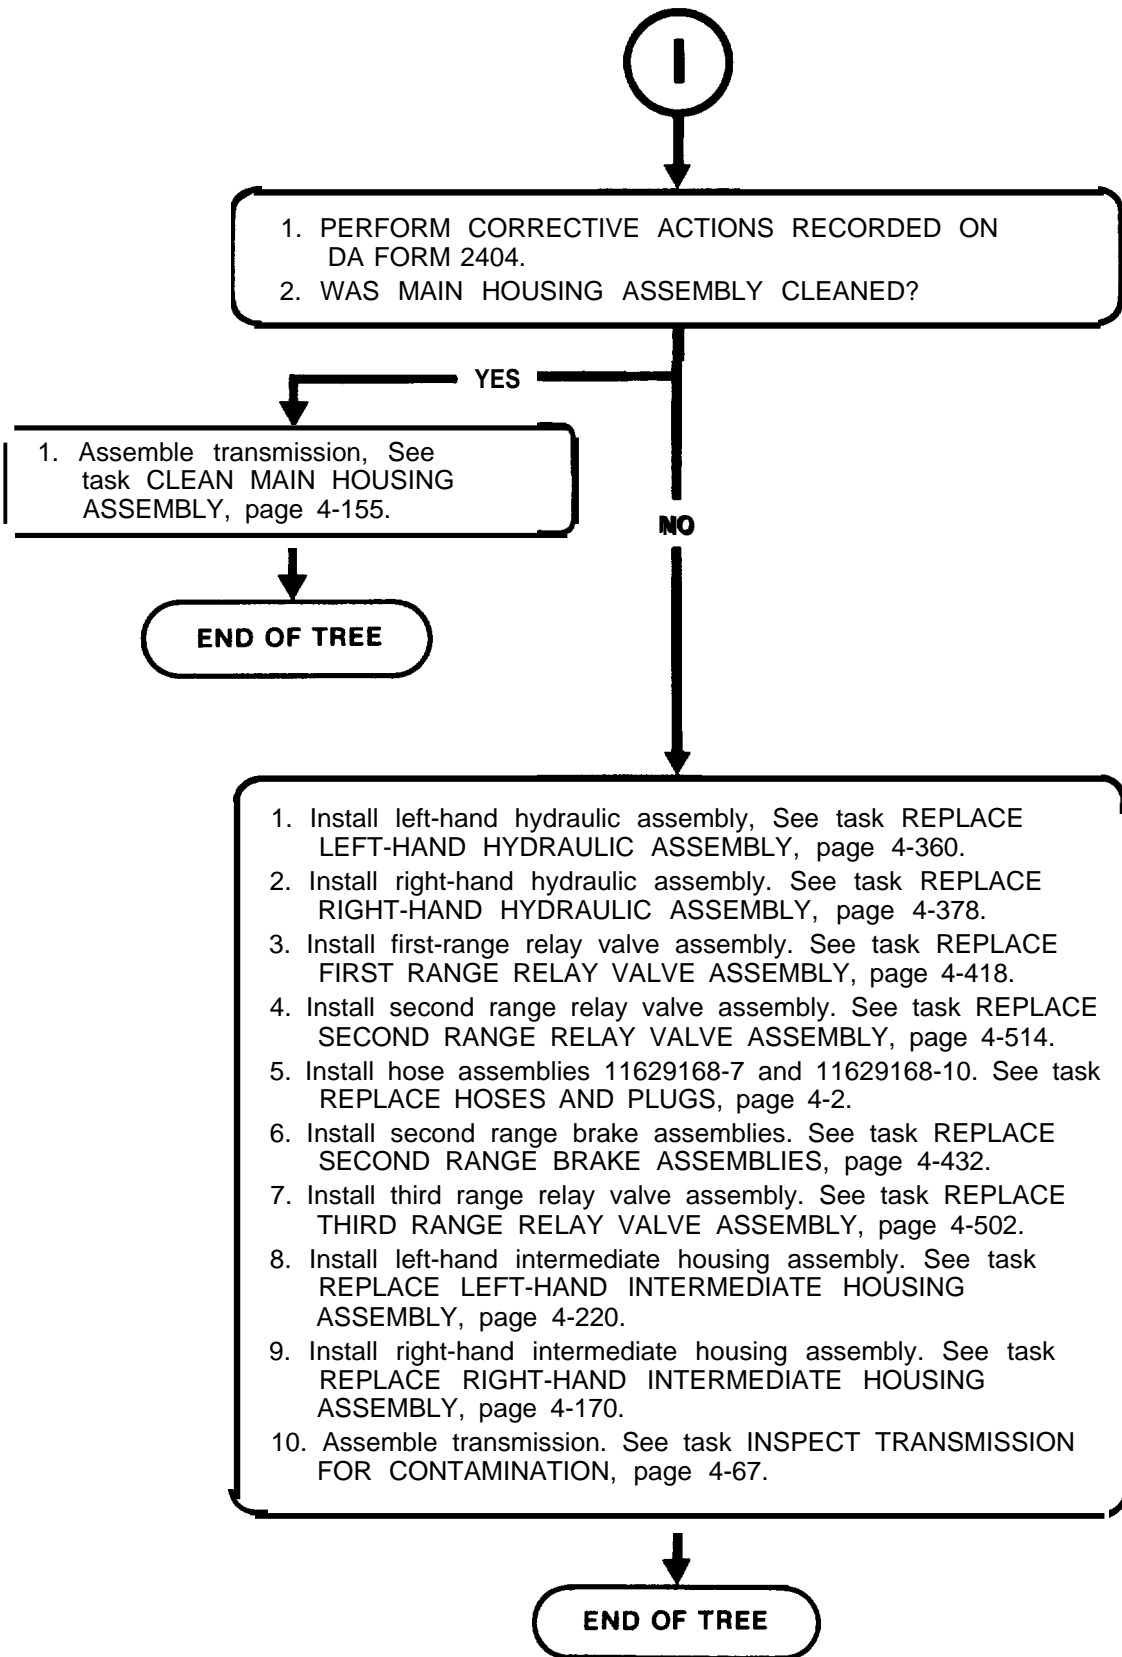 I
1. PERFORM CORRECTIVE ACTIONS RECORDED ON
DA FORM 2404.
2. WAS MAIN HOUSING ASSEMBLY CLEANED?
YES
1. Assemble transmission, See
task CLEAN MAIN HOUSING
ASSEMBLY, page 4-155.
NO
END OF TREE
1. Install left-hand hydraulic assembly, See task REPLACE
LEFT-HAND HYDRAULIC ASSEMBLY, page 4-360.
2. Install right-hand hydraulic assembly. See task REPLACE
RIGHT-HAND HYDRAULIC ASSEMBLY, page 4-378.
3. Install first-range relay valve assembly. See task REPLACE
FIRST RANGE RELAY VALVE ASSEMBLY, page 4-418.
4. Install second range relay valve assembly. See task REPLACE
SECOND RANGE RELAY VALVE ASSEMBLY, page 4-514.
5. Install hose assemblies 11629168-7 and 11629168-10. See task
REPLACE HOSES AND PLUGS, page 4-2.
6. Install second range brake assemblies. See task REPLACE
SECOND RANGE BRAKE ASSEMBLIES, page 4-432.
7. Install third range relay valve assembly. See task REPLACE
THIRD RANGE RELAY VALVE ASSEMBLY, page 4-502.
8. Install left-hand intermediate housing assembly. See task
REPLACE LEFT-HAND INTERMEDIATE HOUSING
ASSEMBLY, page 4-220.
9. Install right-hand intermediate housing assembly. See task
REPLACE RIGHT-HAND INTERMEDIATE HOUSING
ASSEMBLY, page 4-170.
10. Assemble transmission. See task INSPECT TRANSMISSION
FOR CONTAMINATION, page 4-67.
END OF TREE